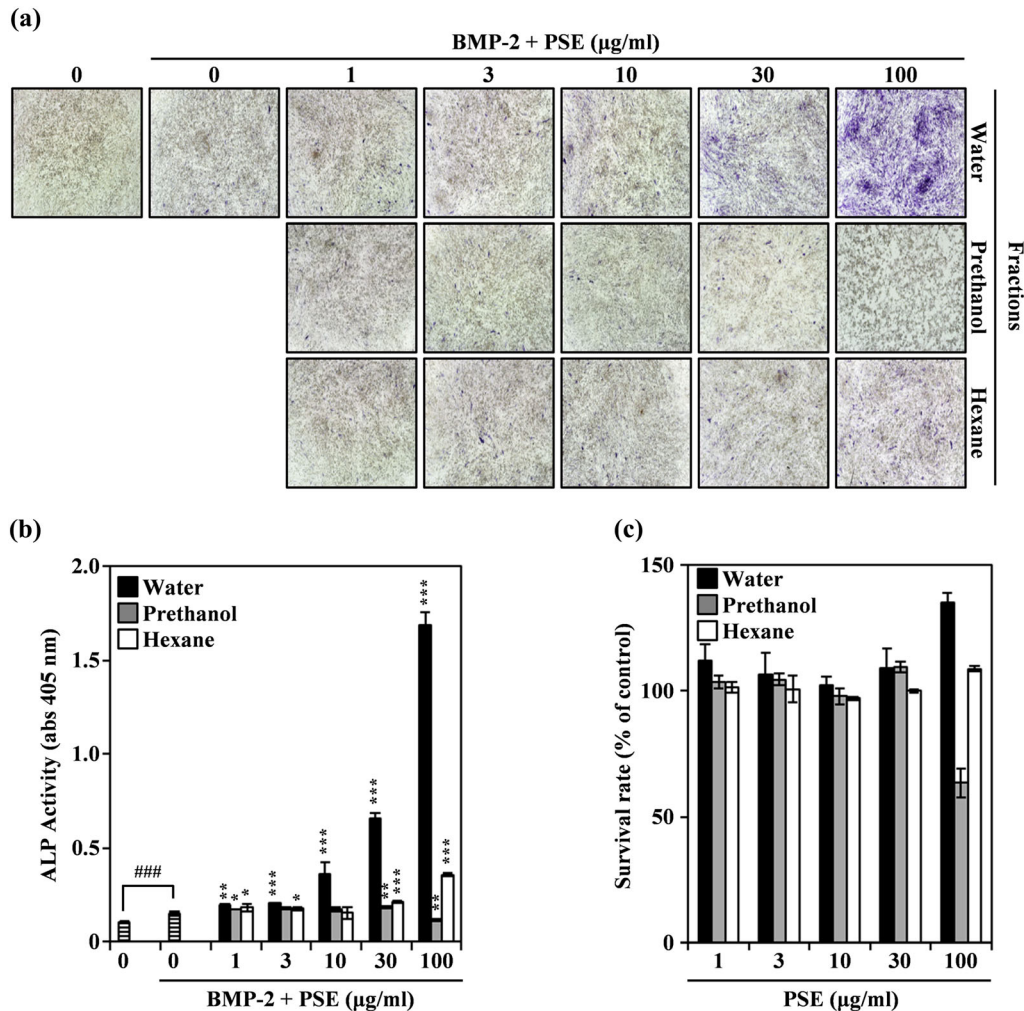 (a)
BMP-2 + PSE (μg/ml)
0 0 1 3 10 30 100
Water
Prethanol
Hexane
Fractions
(b)
2.0
1.5
1.0
0.5
0
ALP Activity (abs 405 nm)
Water
Prethanol
Hexane
###
** * *
*** *
***
*** ** ***
*** ** ***
0 0 1 3 10 30 100
BMP-2 + PSE (μg/ml)
(c)
150
100
50
0
Survival rate (% of control)
Water
Prethanol
Hexane
1 3 10 30 100
PSE (μg/ml)